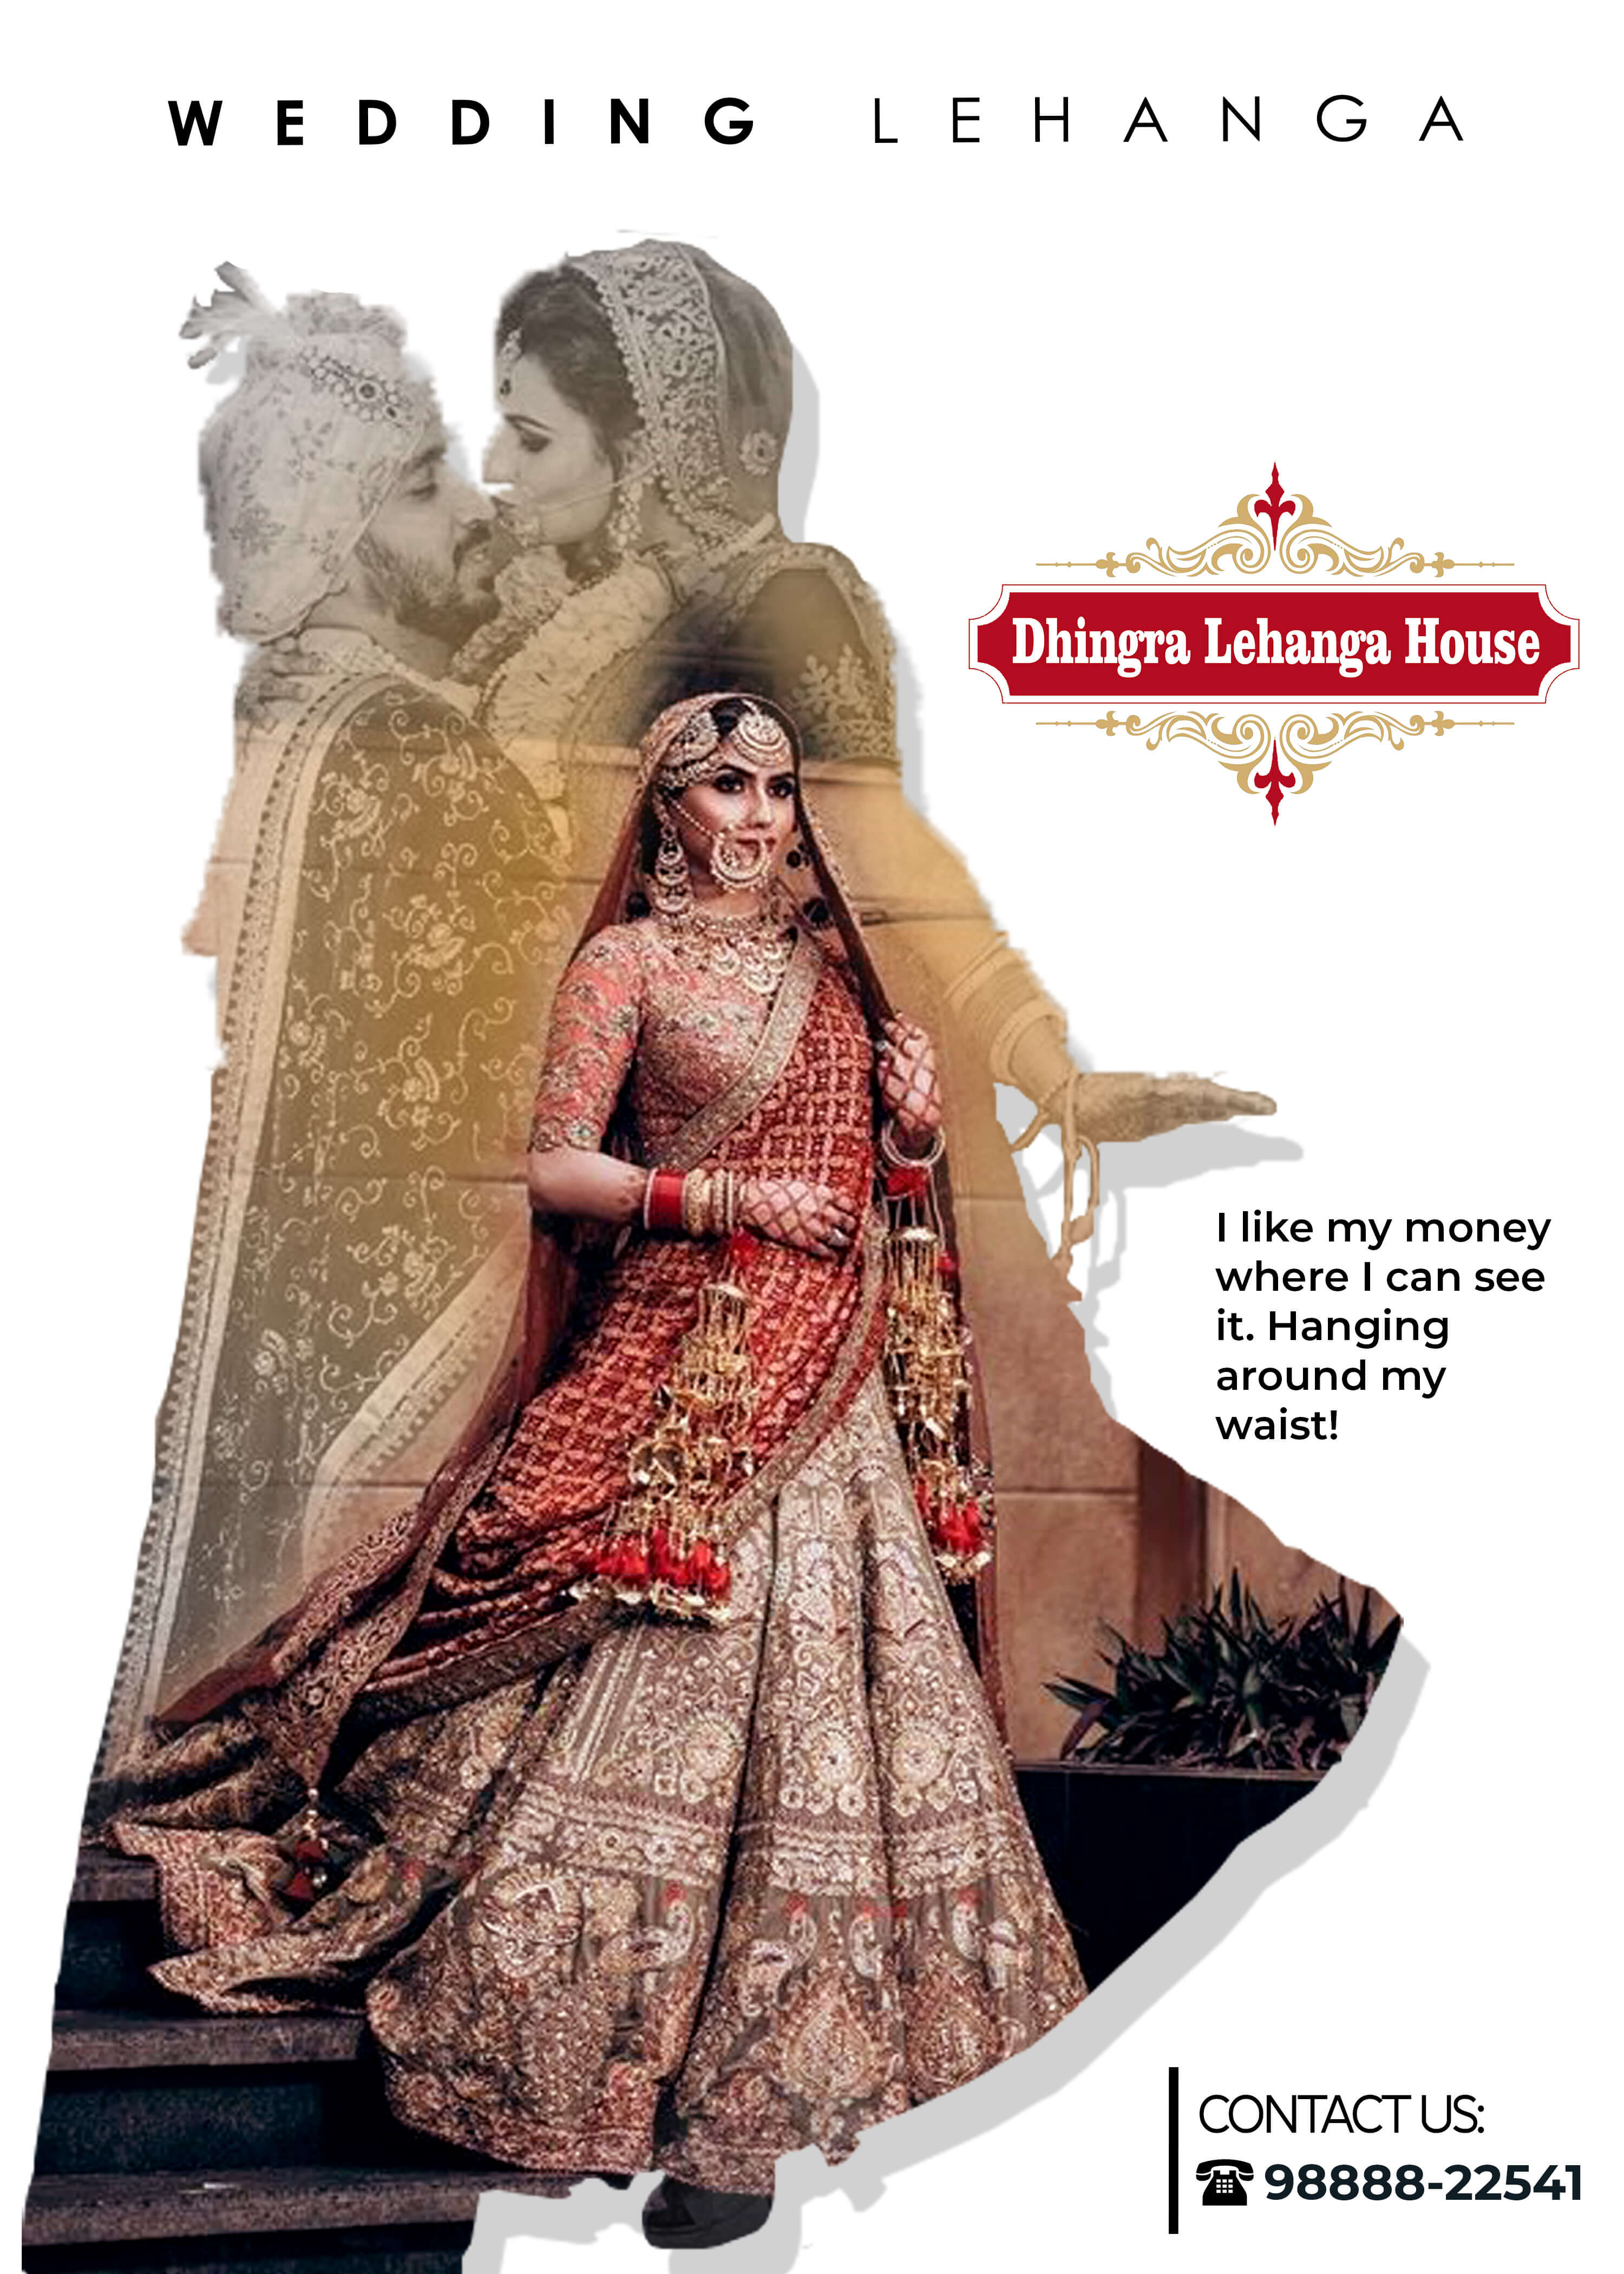 WEDDING LEHANGA
Dhingra Lehanga House
I like my money
where I can see
it. Hanging
around my
waist!
CONTACT US:
98888-22541